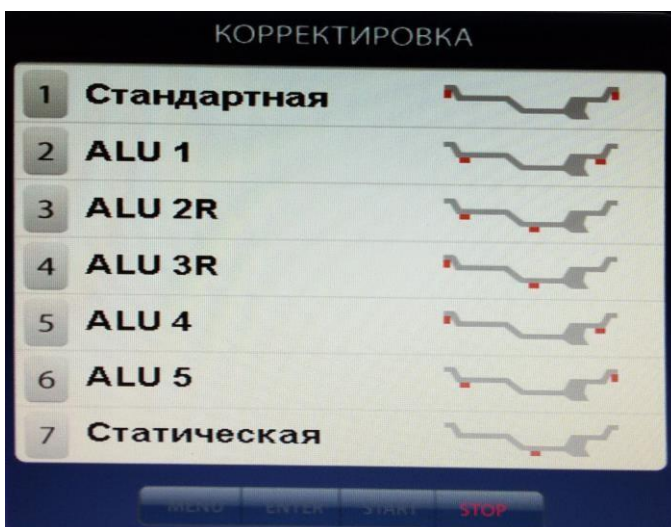 КОРРЕКТИРОВКА
1 Стандартная
2 ALU 1
3 ALU 2R
4 ALU 3R
5 ALU 4
6 ALU 5
7 Статическая
MENU ENTER START STOP